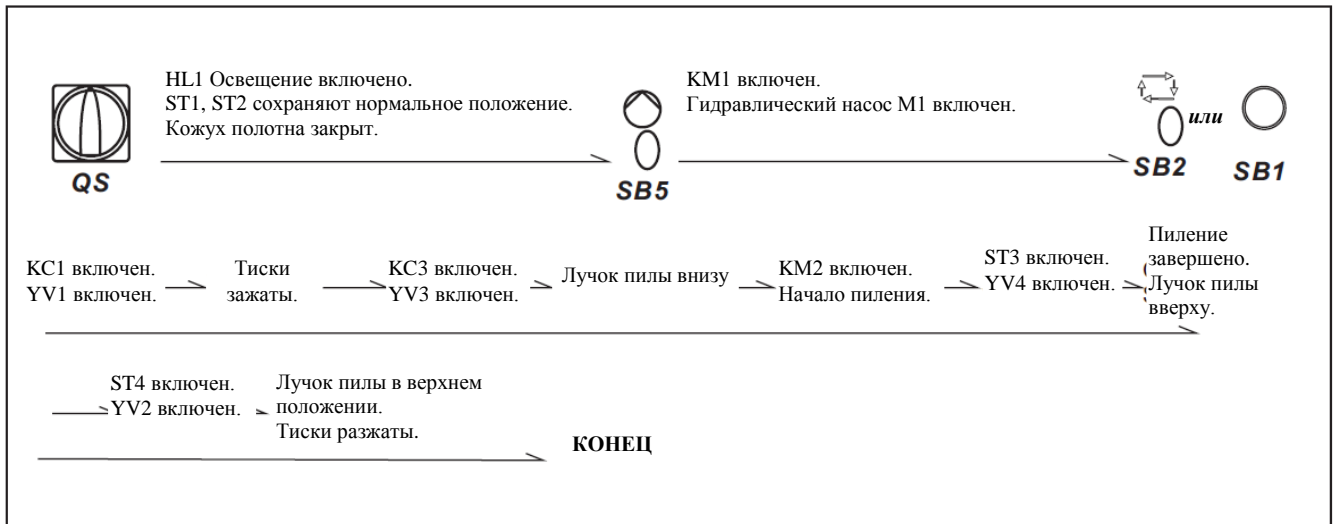 HL1 Освещение включено.
ST1, ST2 сохраняют нормальное положение.
Кожух полотна закрыт.
QS
SB5
KM1 включен.
Гидравлический насос M1 включен.
SB2
или
SB1
KC1 включен.
YV1 включен.
Тиски
зажаты.
KC3 включен.
YV3 включен.
Лучок пилы внизу
KM2 включен.
Начало пиления.
ST3 включен.
YV4 включен.
Пиление
завершено.
Лучок пилы
вверху.
ST4 включен.
YV2 включен.
Лучок пилы в верхнем
положении.
Тиски разжаты.
КОНЕЦ